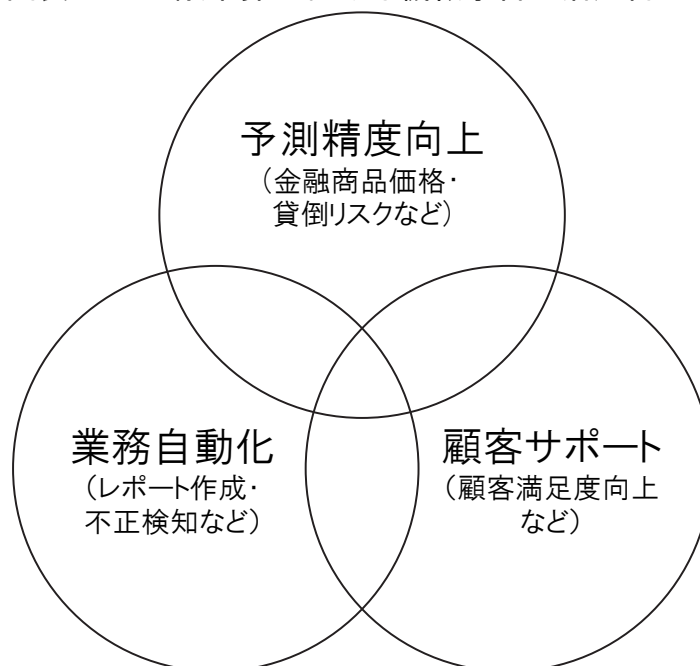 予測精度向上
（金融商品価格・
貸倒リスクなど）
業務自動化
（レポート作成・
不正検知など）
顧客サポート
（顧客満足度向上
など）